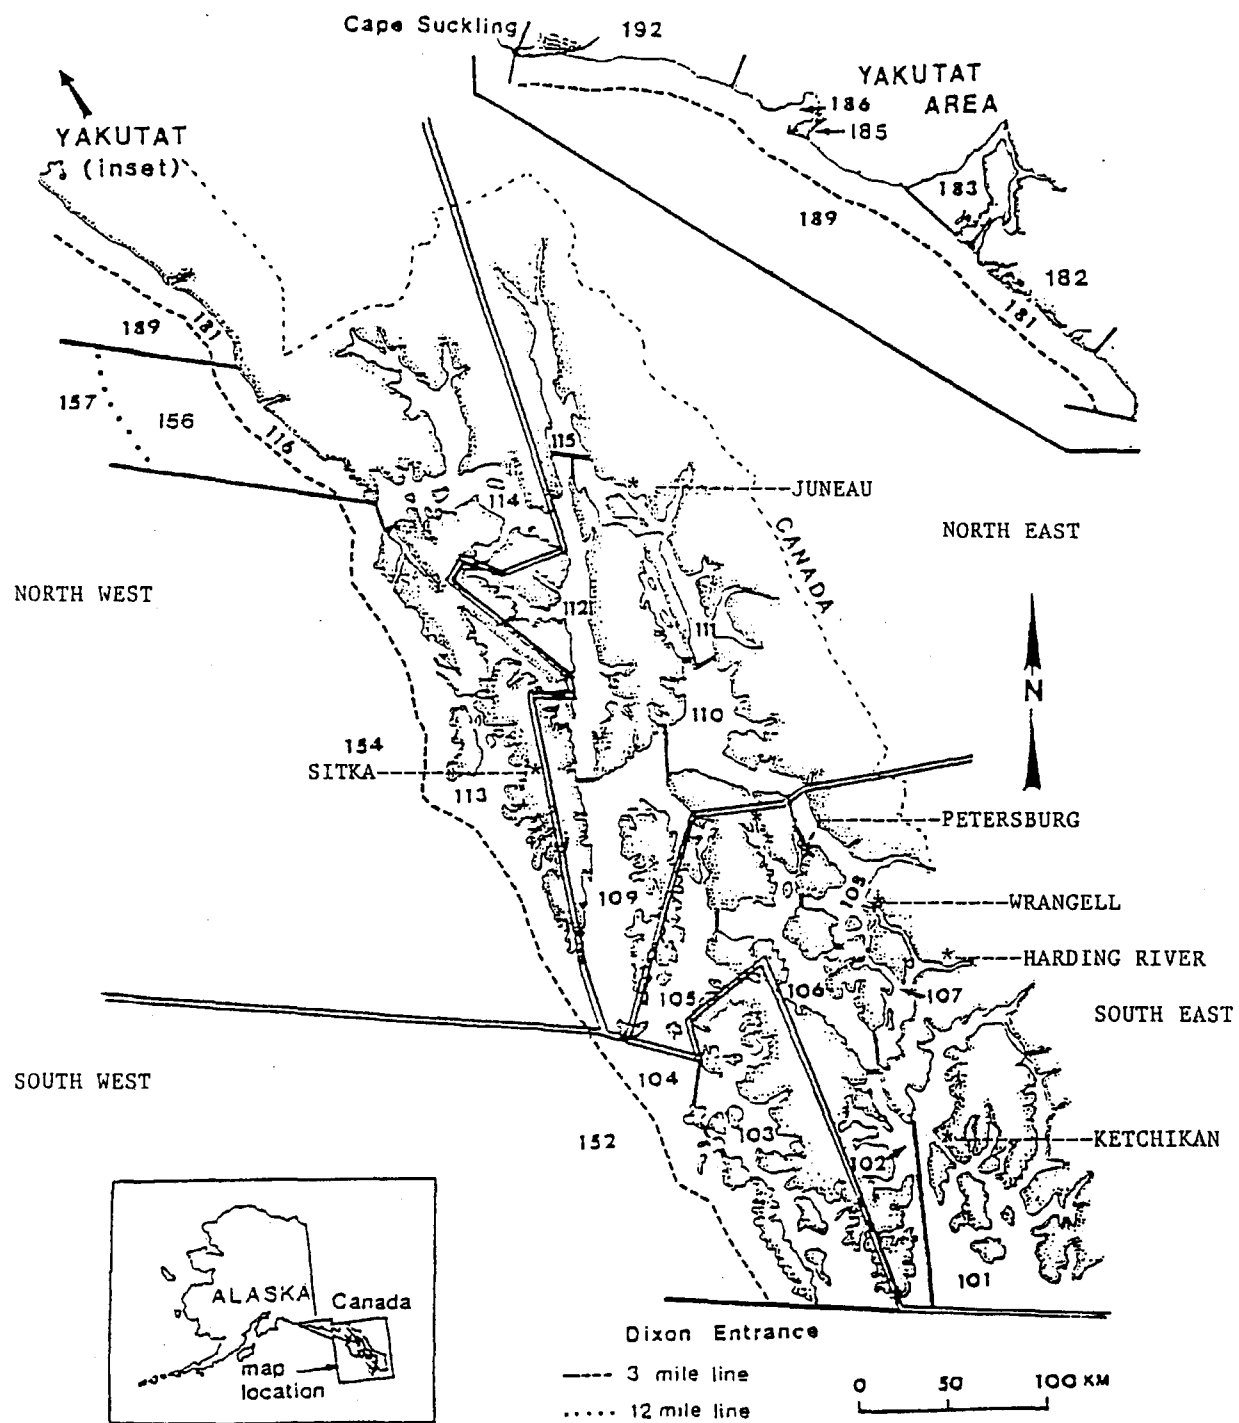 Cape Suckling
192
YAKUTAT
AREA
186
185
YAKUTAT
(inset)
183
189
182
181
189
181
157
156
116
115
114
JUNEAU
CANADA
NORTH EAST
NORTH WEST
112
111
N
110
154
SITKA
113
PETERSBURG
109
108
WRANGELL
HARDING RIVER
105
106
107
SOUTH EAST
SOUTH WEST
104
152
103
102
KETCHIKAN
101
ALASKA
Canada
map
location
Dixon Entrance
3 mile line
12 mile line
0 50 100 KM